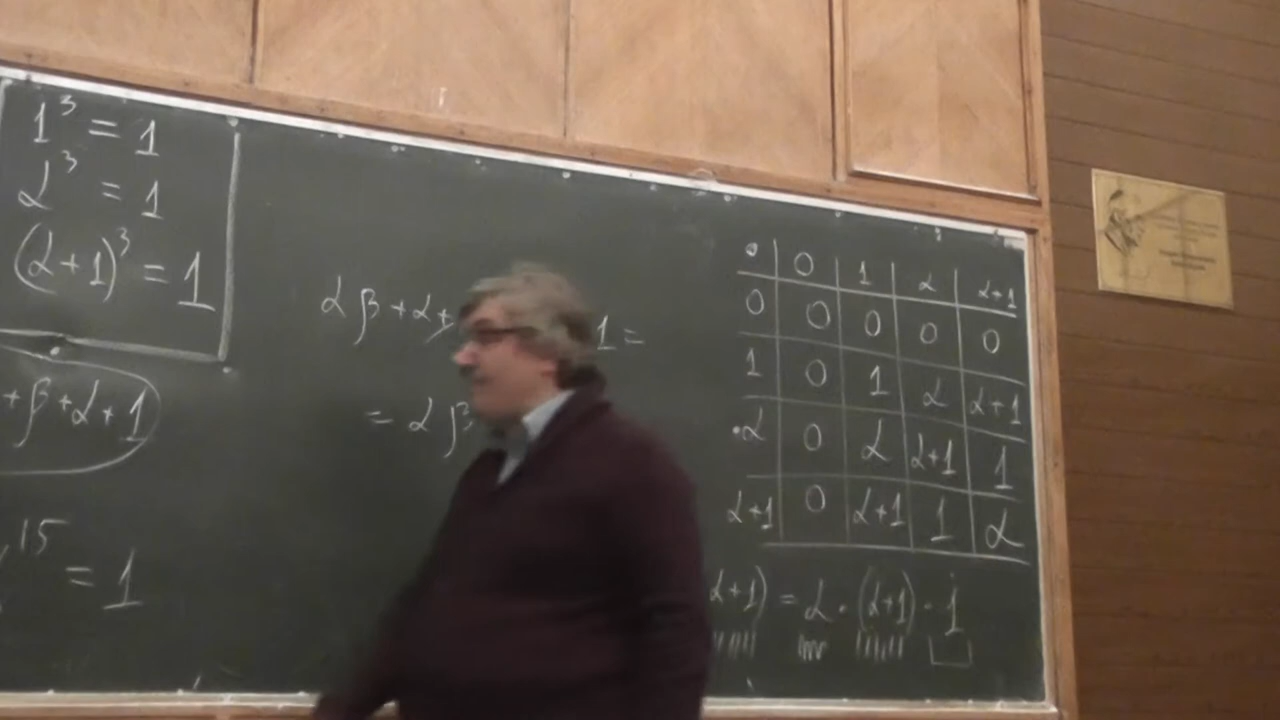 1³ = 1
α³ = 1
(α+1)³ = 1
+ β + α + 1
15 = 1
αβ + α +
1 =
= αβ
• | 0 | 1 | α | α+1
0 | 0 | 0 | 0 | 0
1 | 0 | 1 | α | α+1
•α | 0 | α | α+1 | 1
α+1 | 0 | α+1 | 1 | α
α+1) = α · (α+1) · 1